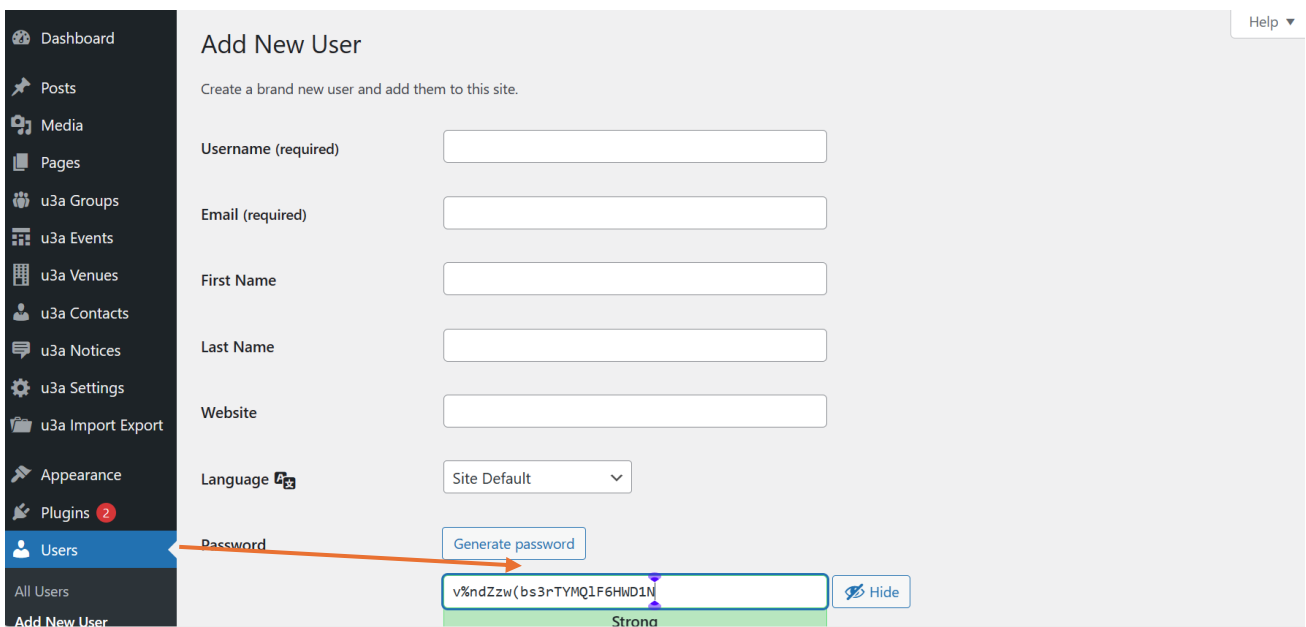 Help
Dashboard
Posts
Media
Pages
u3a Groups
u3a Events
u3a Venues
u3a Contacts
u3a Notices
u3a Settings
u3a Import Export
Appearance
Plugins 2
Users
All Users
Add New User
Add New User
Create a brand new user and add them to this site.
Username (required)
Email (required)
First Name
Last Name
Website
Language
Site Default
Password
Generate password
v%ndZzw(bs3rTYMQlF6HWD1N
Hide
Strong